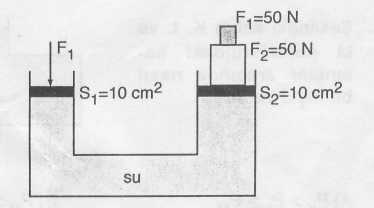 F₁=50 N
F₁
F₂=50 N
S₁=10 cm²
S₂=10 cm²
su